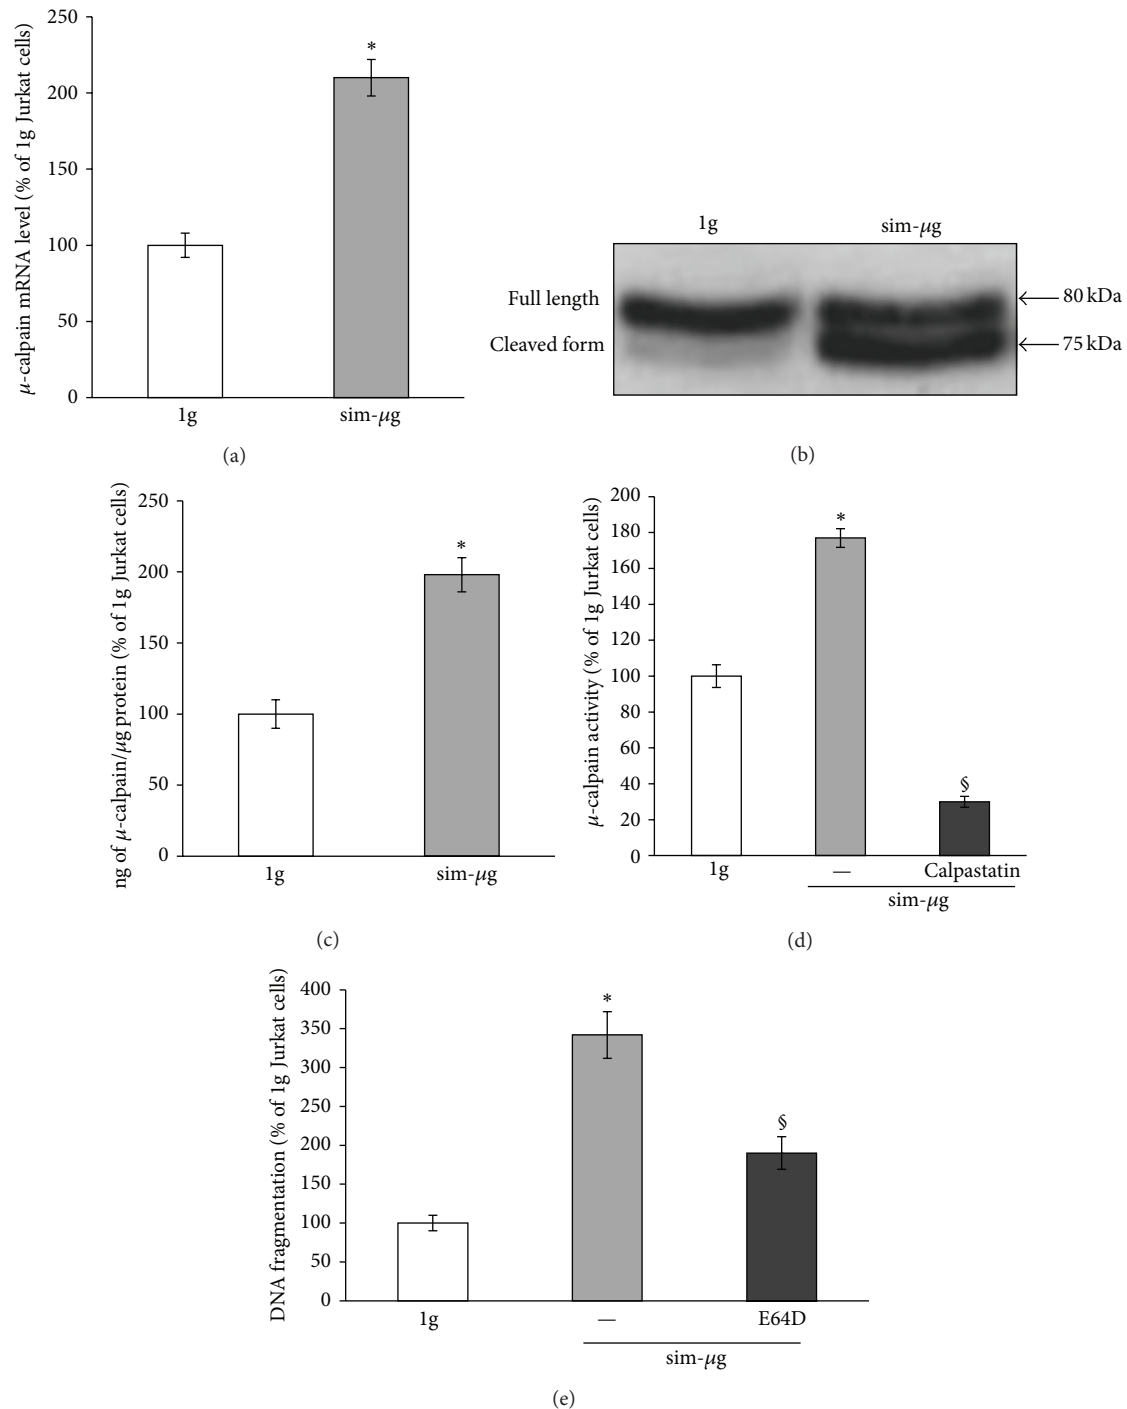 μ-calpain mRNA level (% of 1g Jurkat cells)
250
200
150
100
50
0
*
1g
sim-μg
(a)
1g
sim-μg
Full length
Cleaved form
80 kDa
75 kDa
(b)
ng of μ-calpain/μg protein (% of 1g Jurkat cells)
250
200
150
100
50
0
*
1g
sim-μg
(c)
μ-calpain activity (% of 1g Jurkat cells)
200
180
160
140
120
100
80
60
40
20
0
*
§
1g
—
Calpastatin
sim-μg
(d)
DNA fragmentation (% of 1g Jurkat cells)
400
350
300
250
200
150
100
50
0
*
§
1g
—
E64D
sim-μg
(e)